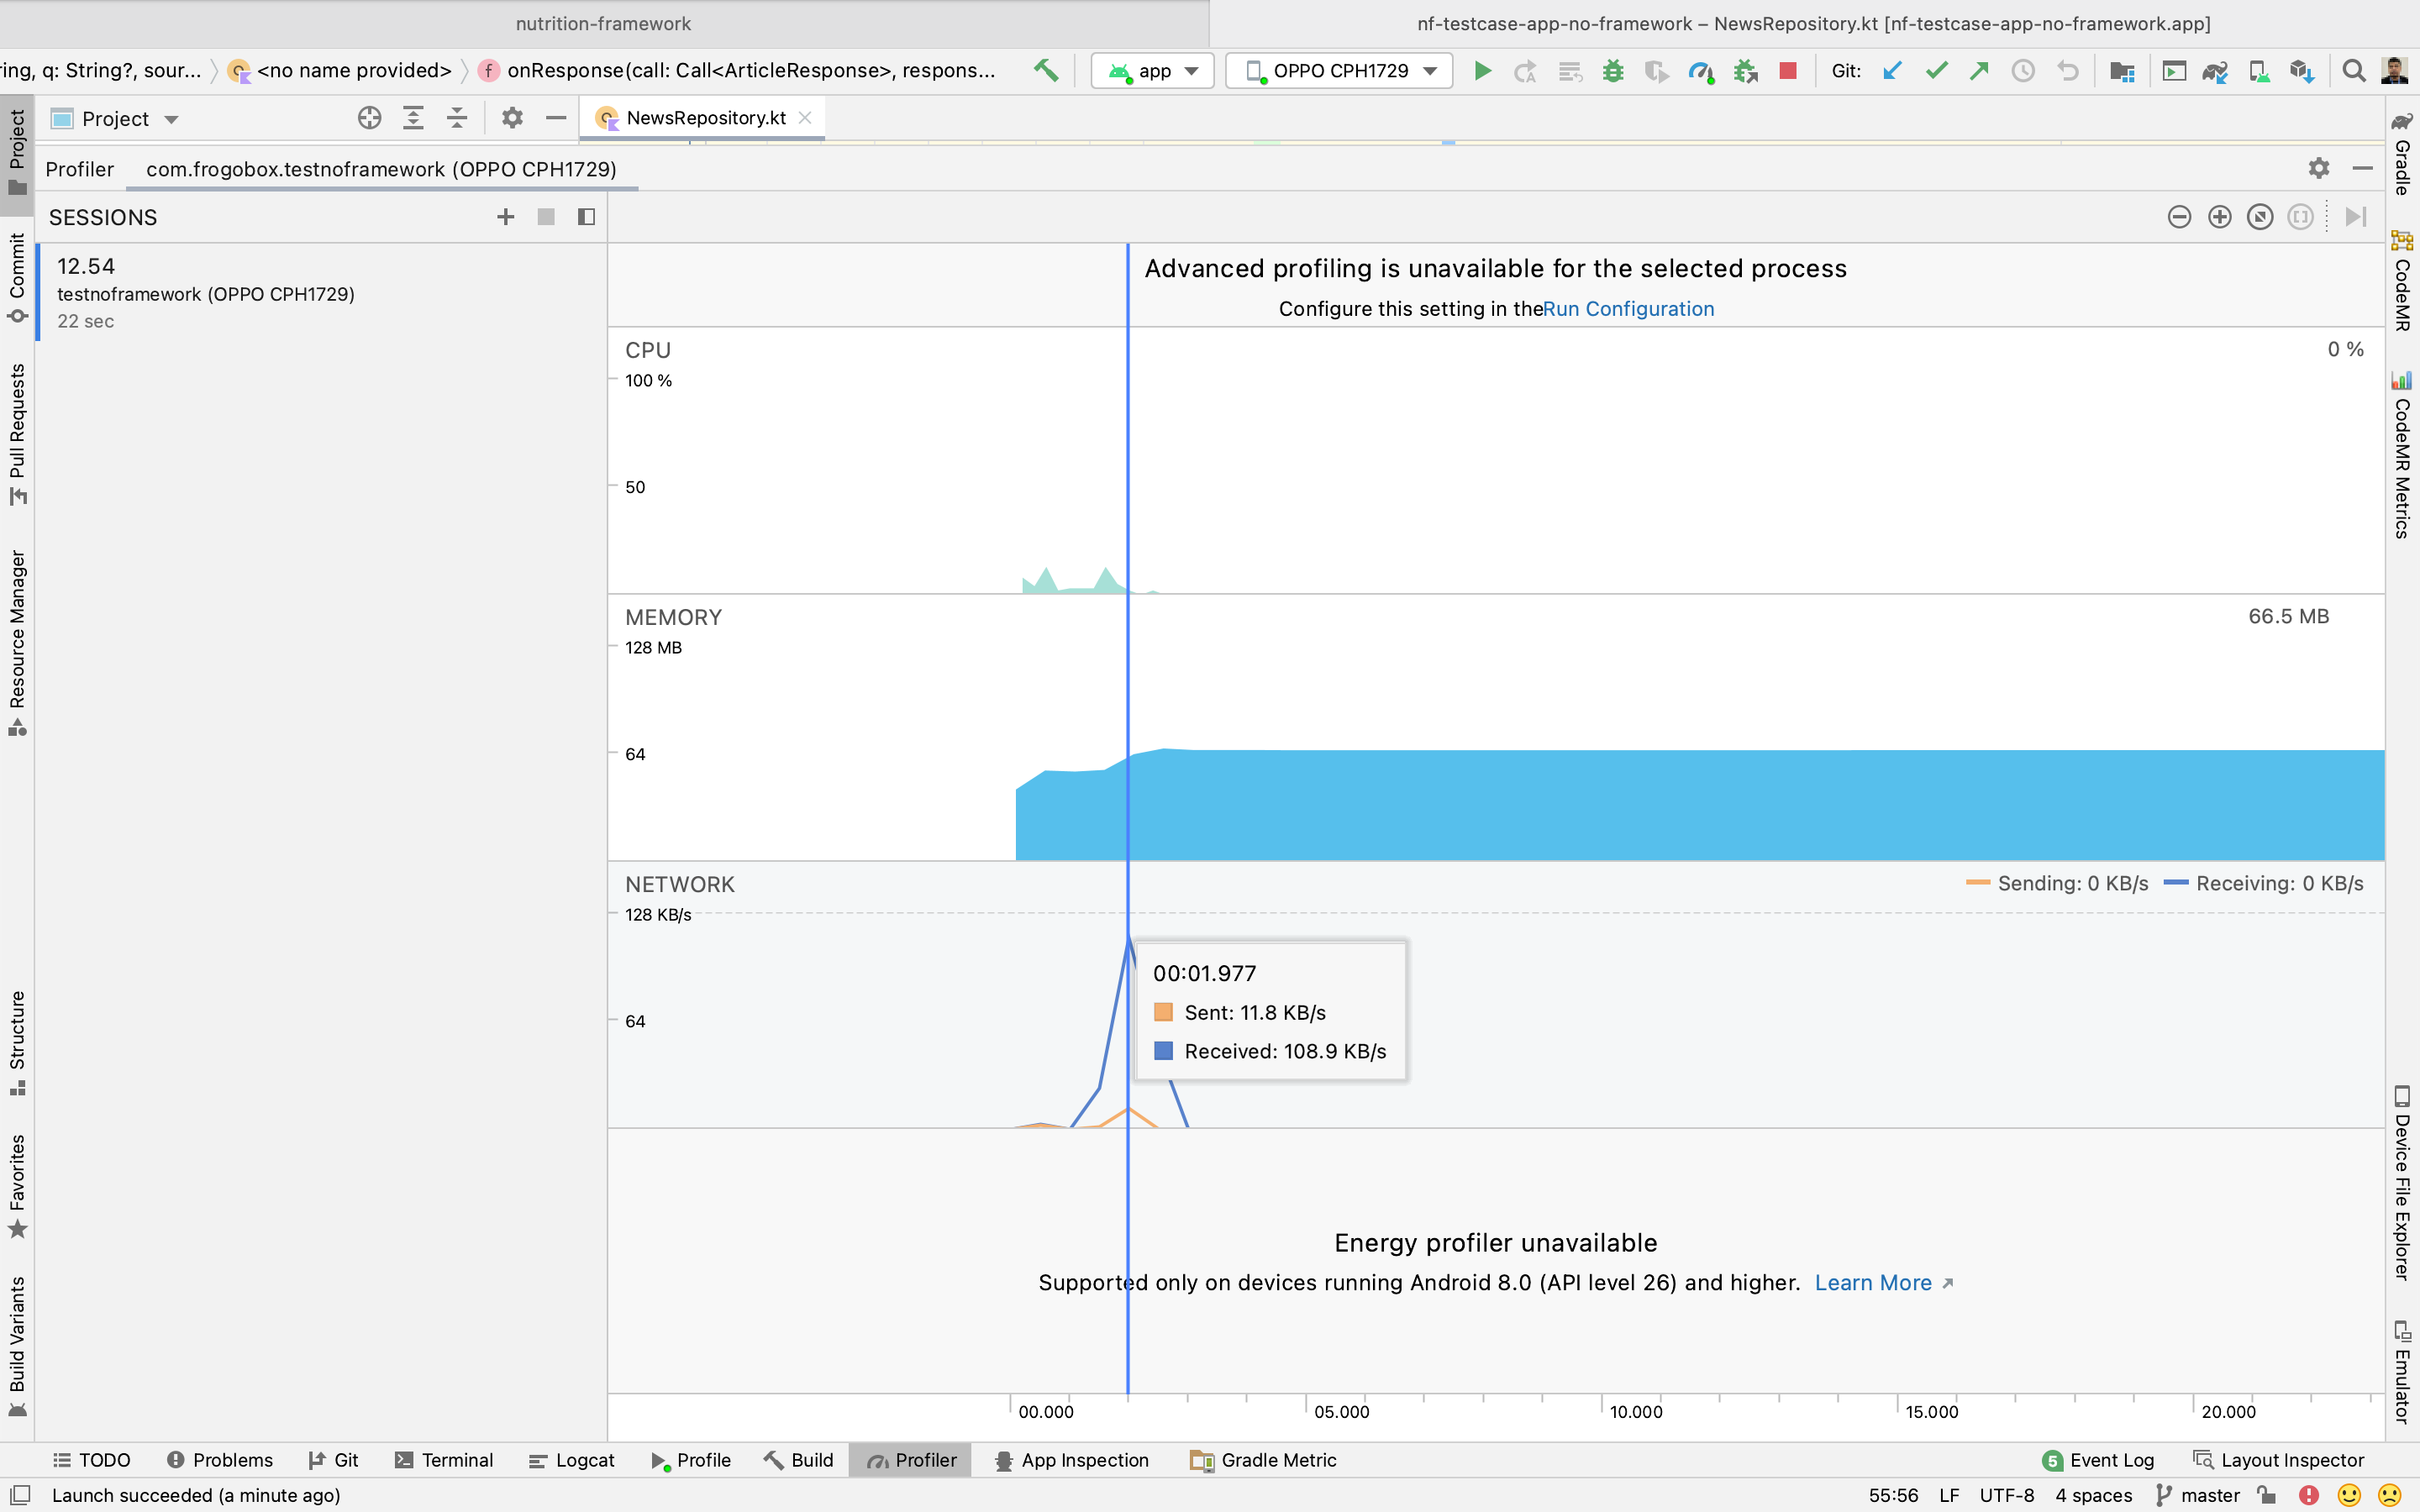 nutrition-framework
nf-testcase-app-no-framework – NewsRepository.kt [nf-testcase-app-no-framework.app]
ring, q: String?, sour...
<no name provided>
f onResponse(call: Call<ArticleResponse>, respons...
app
OPPO CPH1729
Git:
Project
NewsRepository.kt
Profiler
com.frogobox.testnoframework (OPPO CPH1729)
SESSIONS
12.54
testnoframework (OPPO CPH1729)
22 sec
Advanced profiling is unavailable for the selected process
Configure this setting in theRun Configuration
CPU
0 %
100 %
50
MEMORY
66.5 MB
128 MB
64
NETWORK
Sending: 0 KB/s
Receiving: 0 KB/s
128 KB/s
64
00:01.977
Sent: 11.8 KB/s
Received: 108.9 KB/s
Energy profiler unavailable
Supported only on devices running Android 8.0 (API level 26) and higher. Learn More
00.000
05.000
10.000
15.000
20.000
Project
Commit
Pull Requests
Resource Manager
Structure
Favorites
Build Variants
Gradle
CodeMR
CodeMR Metrics
Device File Explorer
Emulator
TODO
Problems
Git
Terminal
Logcat
Profile
Build
Profiler
App Inspection
Gradle Metric
5 Event Log
Layout Inspector
Launch succeeded (a minute ago)
55:56
LF
UTF-8
4 spaces
master